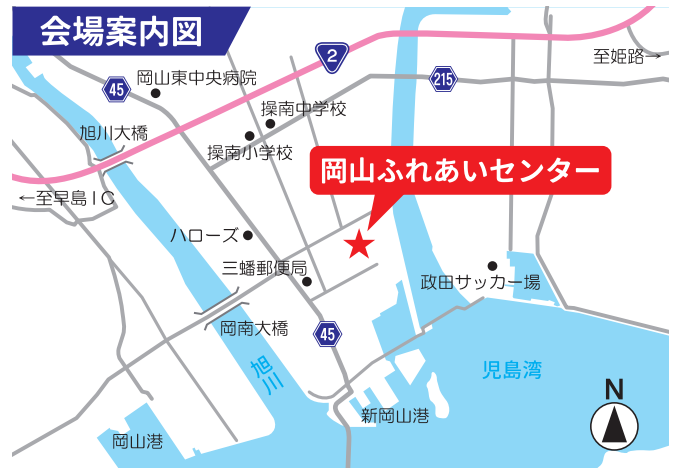 会場案内図
2
至姫路→
岡山東中央病院
45
215
操南中学校
旭川大橋
操南小学校
岡山ふれあいセンター
←至早島IC
ハローズ
三蟠郵便局
政田サッカー場
岡南大橋
45
旭川
児島湾
N
新岡山港
岡山港